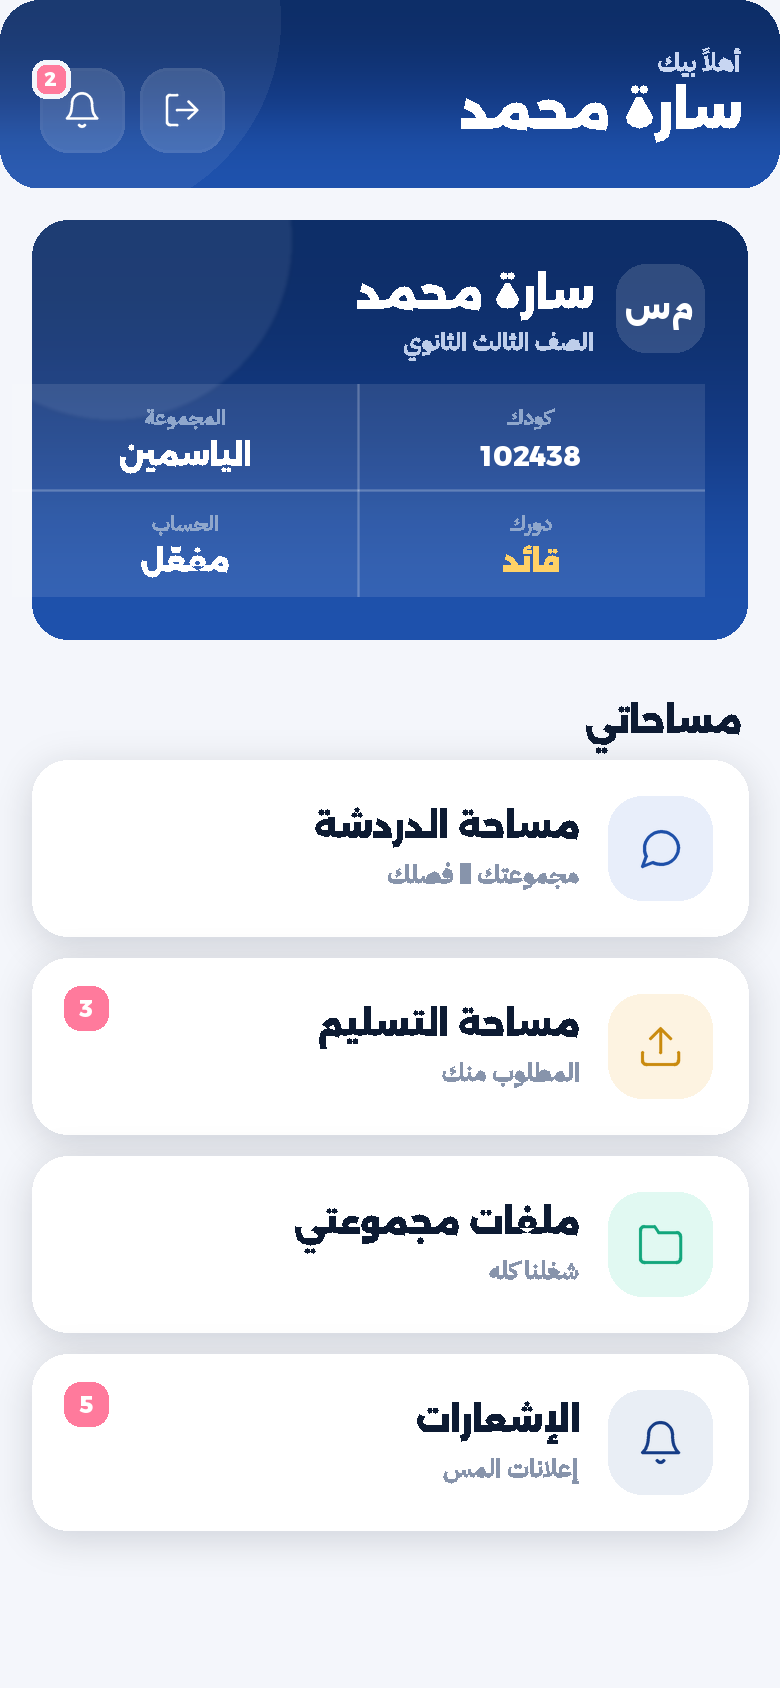 أهلاً بيك
سارة محمد
2
م‌س
سارة محمد
الصف الثالث الثانوي
كودك
المجموعة
102438
الياسمين
دورك
الحساب
قائد
مفعّل
مساحاتي
مساحة الدردشة
مجموعتك فصلك
مساحة التسليم
3
المطلوب منك
ملفات مجموعتي
شغلنا كله
الإشعارات
5
إعلانات المس